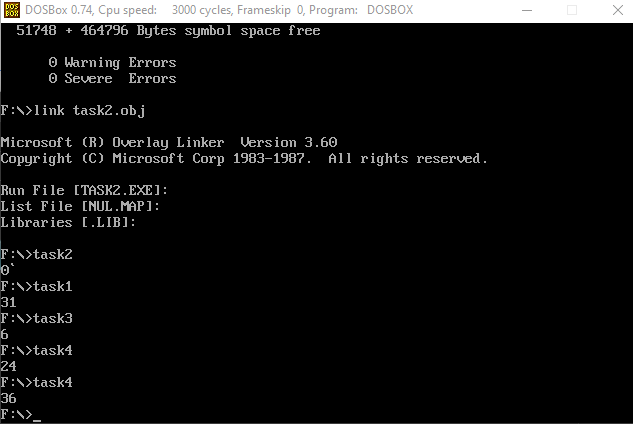 DOSBox 0.74, Cpu speed:    3000 cycles, Frameskip  0, Program:   DOSBOX
51748 + 464796 Bytes symbol space free
0 Warning Errors
0 Severe  Errors
F:\>link task2.obj
Microsoft (R) Overlay Linker  Version 3.60
Copyright (C) Microsoft Corp 1983-1987.  All rights reserved.
Run File [TASK2.EXE]:
List File [NUL.MAP]:
Libraries [.LIB]:
F:\>task2
0`
F:\>task1
31
F:\>task3
6
F:\>task4
24
F:\>task4
36
F:\>_